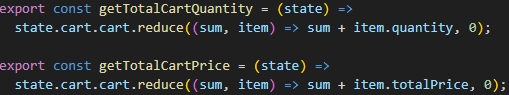 export const getTotalCartQuantity = (state) =>
  state.cart.cart.reduce((sum, item) => sum + item.quantity, 0);
export const getTotalCartPrice = (state) =>
  state.cart.cart.reduce((sum, item) => sum + item.totalPrice, 0);